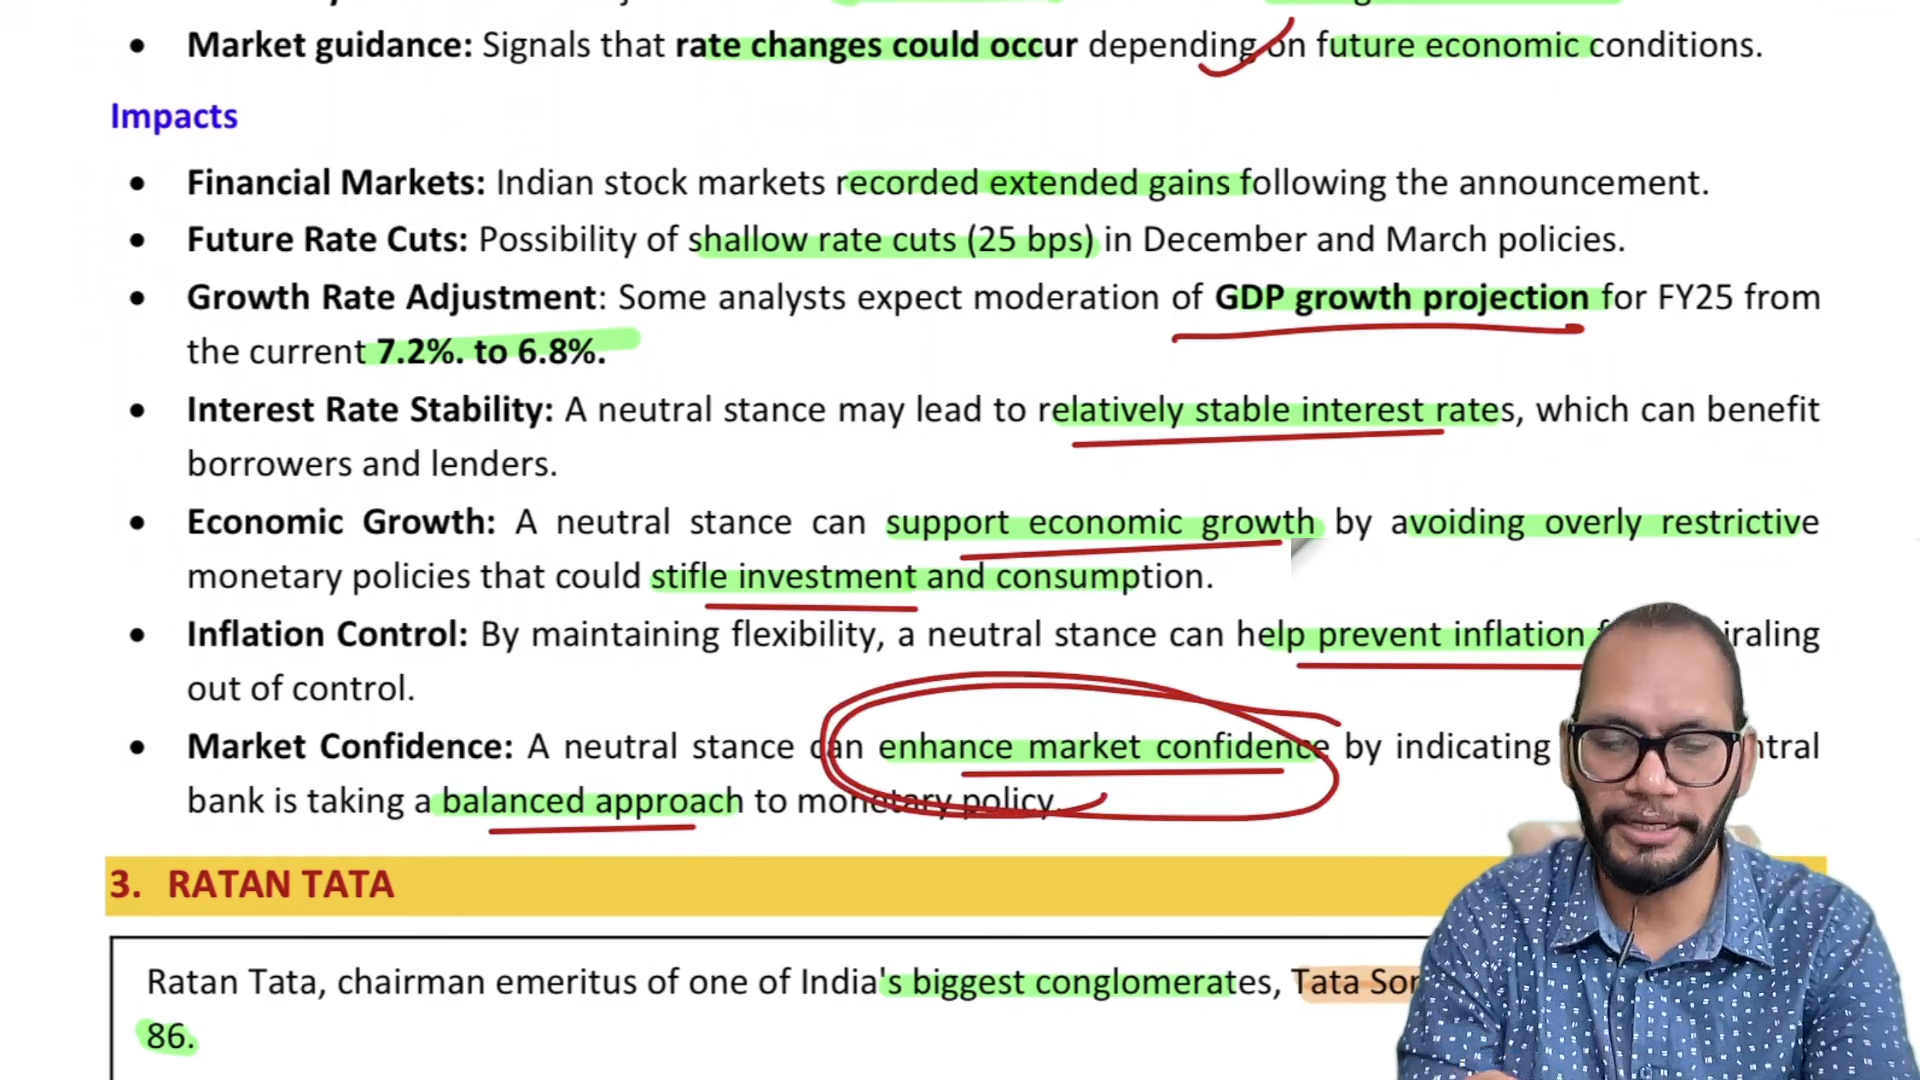 • Market guidance: Signals that rate changes could occur depending on future economic conditions.
Impacts
• Financial Markets: Indian stock markets recorded extended gains following the announcement.
• Future Rate Cuts: Possibility of shallow rate cuts (25 bps) in December and March policies.
• Growth Rate Adjustment: Some analysts expect moderation of GDP growth projection for FY25 from
the current 7.2%. to 6.8%.
• Interest Rate Stability: A neutral stance may lead to relatively stable interest rates, which can benefit
borrowers and lenders.
• Economic Growth: A neutral stance can support economic growth by avoiding overly restrictive
monetary policies that could stifle investment and consumption.
• Inflation Control: By maintaining flexibility, a neutral stance can help prevent inflation
out of control.
• Market Confidence: A neutral stance can enhance market confidence by indicating
bank is taking a balanced approach to monetary policy.
3. RATAN TATA
Ratan Tata, chairman emeritus of one of India's biggest conglomerates, Tata
86.